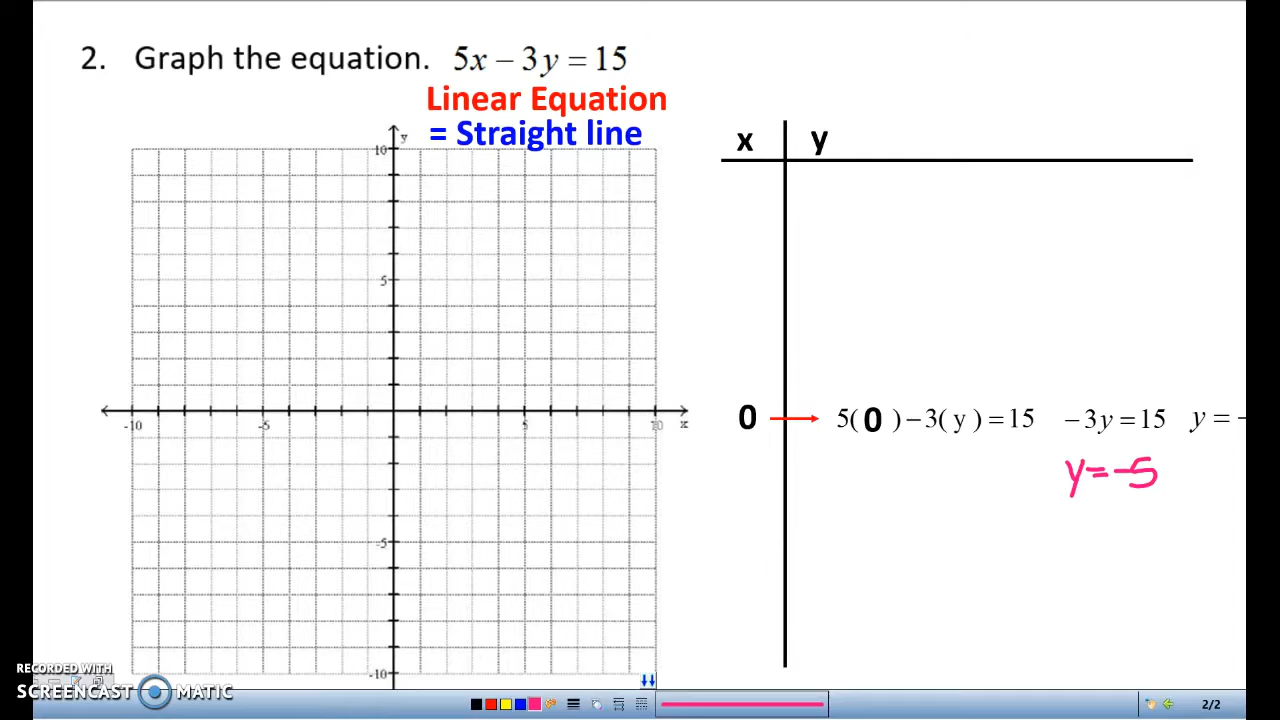 2. Graph the equation. 5x − 3y = 15
Linear Equation
= Straight line
x y
y
10
5
-10 -5 5 10 x
-5
-10
0 5( 0 ) − 3( y ) = 15 − 3y = 15 y = −
y = -5
RECORDED WITH
SCREENCAST MATIC
2/2